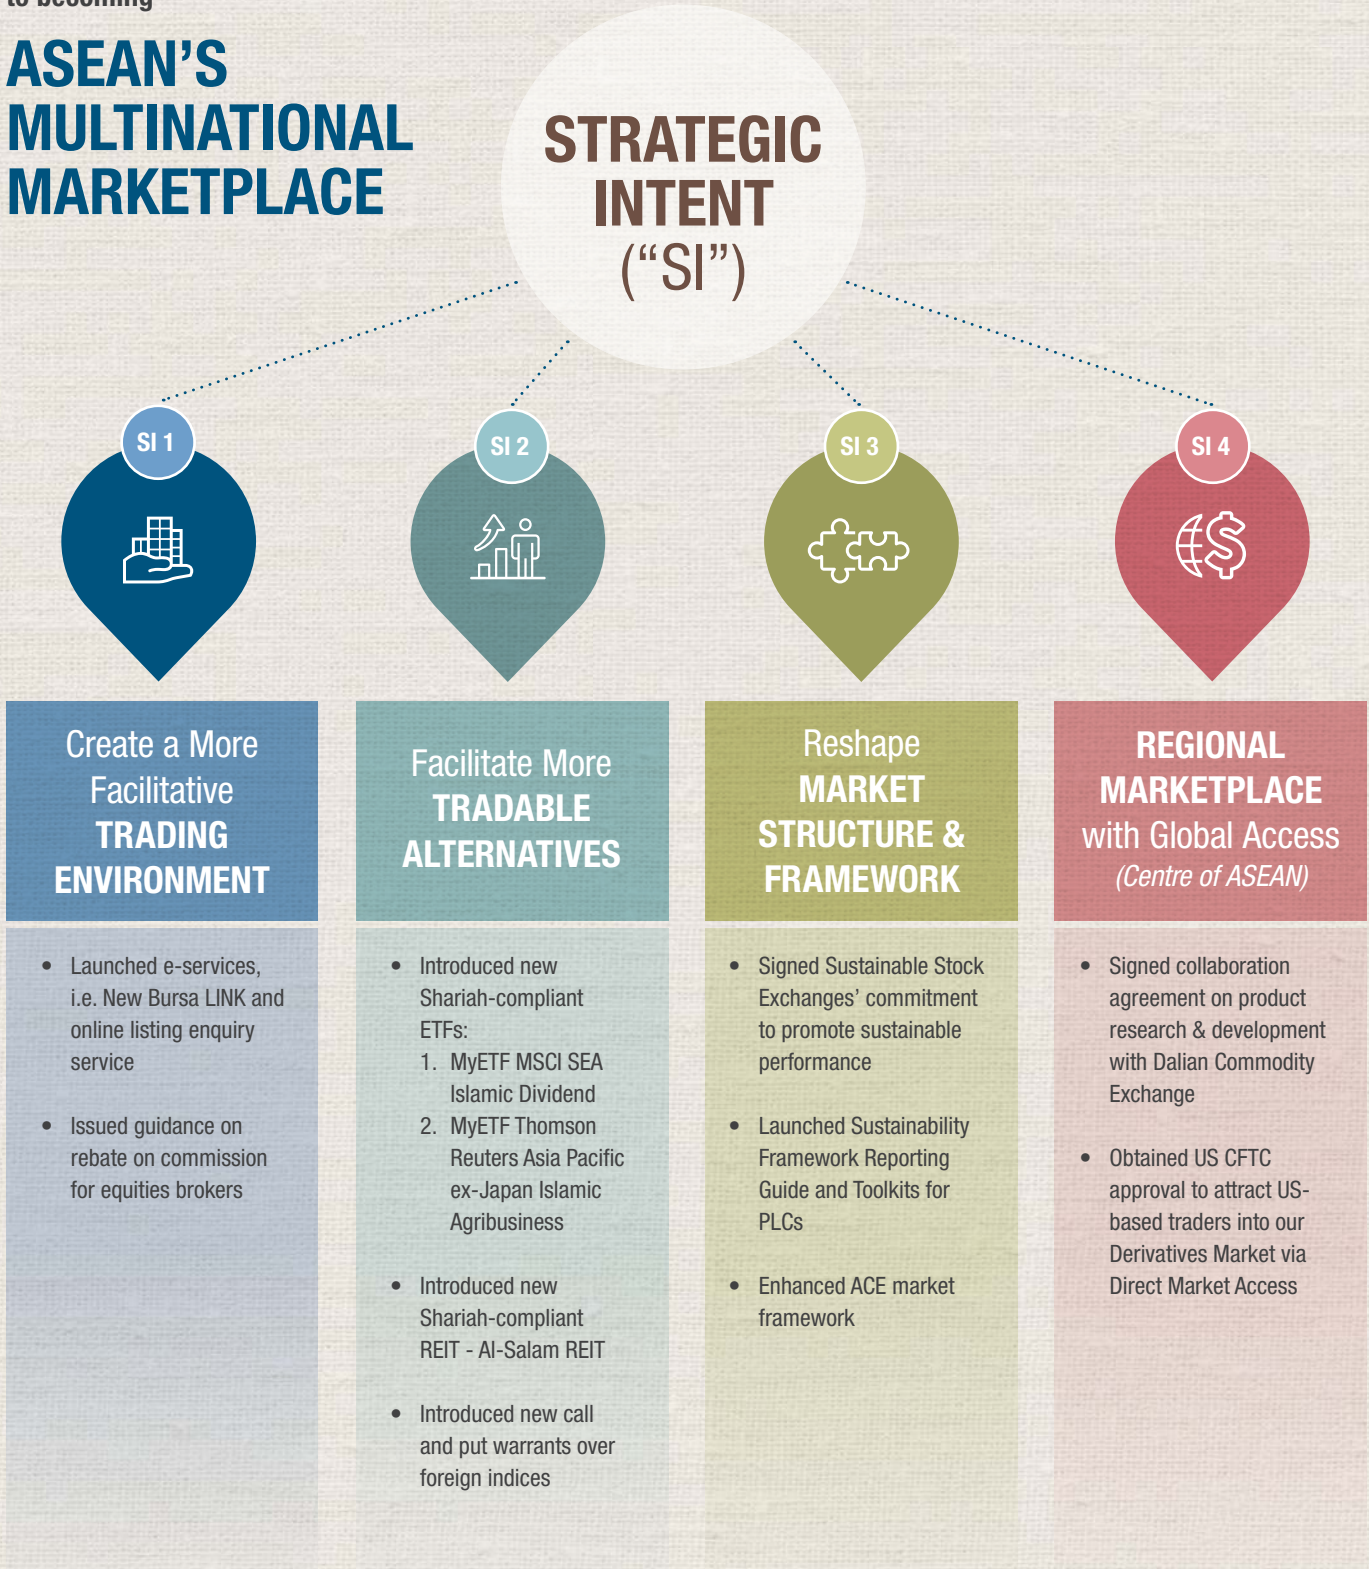 to becoming
ASEAN’S
MULTINATIONAL
MARKETPLACE
STRATEGIC
INTENT
(“SI”)
SI 1
SI 2
SI 3
SI 4
Create a More
Facilitative
TRADING
ENVIRONMENT
• Launched e-services,
i.e. New Bursa LINK and
online listing enquiry
service
• Issued guidance on
rebate on commission
for equities brokers
Facilitate More
TRADABLE
ALTERNATIVES
• Introduced new
Shariah-compliant
ETFs:
1. MyETF MSCI SEA
Islamic Dividend
2. MyETF Thomson
Reuters Asia Pacific
ex-Japan Islamic
Agribusiness
• Introduced new
Shariah-compliant
REIT - Al-Salam REIT
• Introduced new call
and put warrants over
foreign indices
Reshape
MARKET
STRUCTURE &
FRAMEWORK
• Signed Sustainable Stock
Exchanges’ commitment
to promote sustainable
performance
• Launched Sustainability
Framework Reporting
Guide and Toolkits for
PLCs
• Enhanced ACE market
framework
REGIONAL
MARKETPLACE
with Global Access
(Centre of ASEAN)
• Signed collaboration
agreement on product
research & development
with Dalian Commodity
Exchange
• Obtained US CFTC
approval to attract US-
based traders into our
Derivatives Market via
Direct Market Access